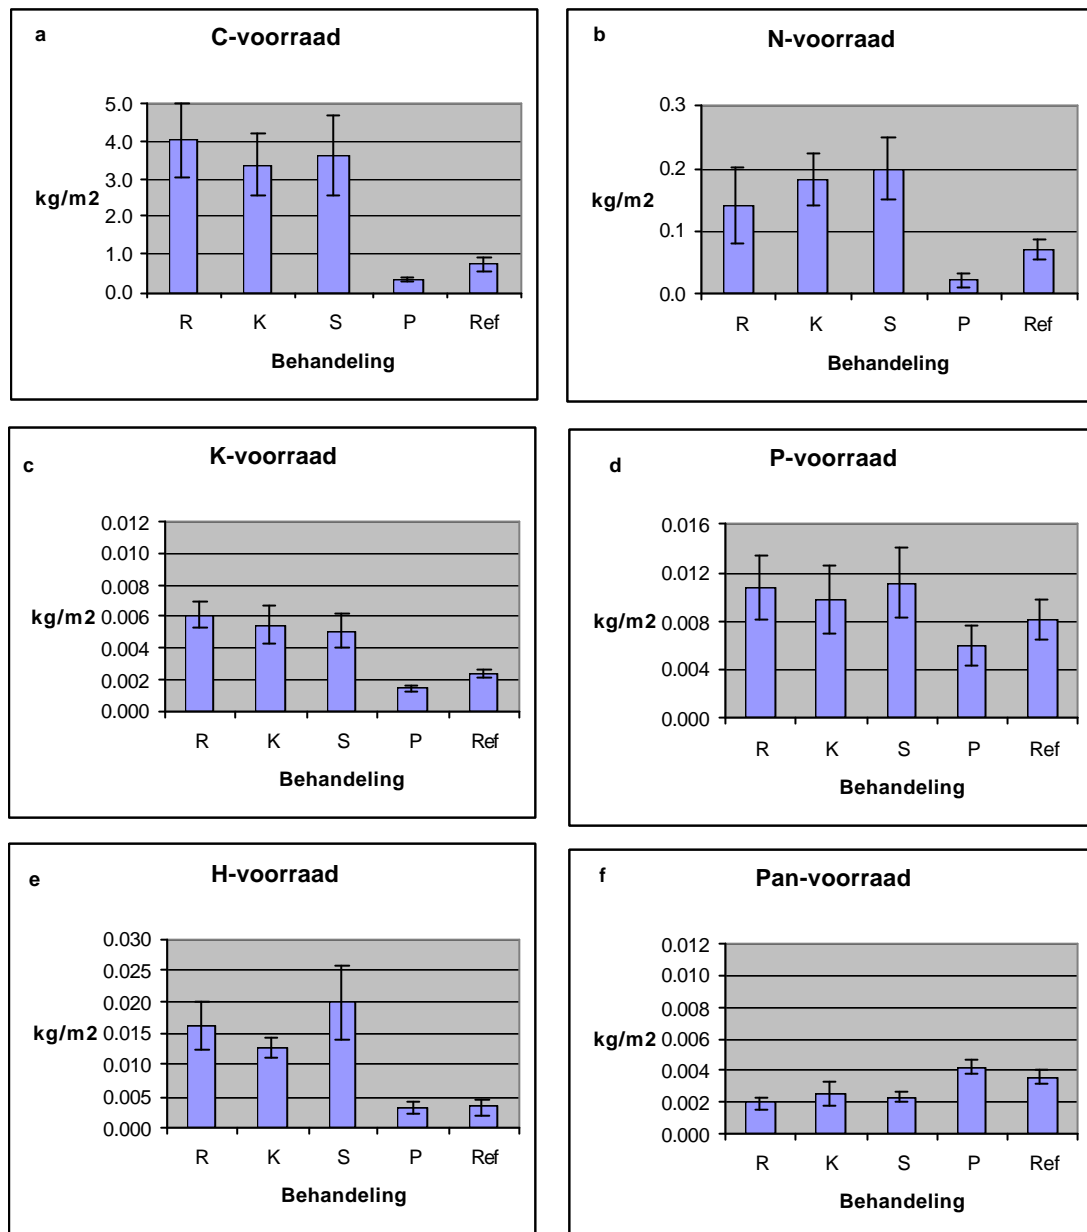 a
C-voorraad
5.0
4.0
3.0
2.0
1.0
0.0
kg/m2
R K S P Ref
Behandeling
b
N-voorraad
0.3
0.2
0.1
0.0
kg/m2
R K S P Ref
Behandeling
c
K-voorraad
0.012
0.010
0.008
0.006
0.004
0.002
0.000
kg/m2
R K S P Ref
Behandeling
d
P-voorraad
0.016
0.012
0.008
0.004
0.000
kg/m2
R K S P Ref
Behandeling
e
H-voorraad
0.030
0.025
0.020
0.015
0.010
0.005
0.000
kg/m2
R K S P Ref
Behandeling
f
Pan-voorraad
0.012
0.010
0.008
0.006
0.004
0.002
0.000
kg/m2
R K S P Ref
Behandeling